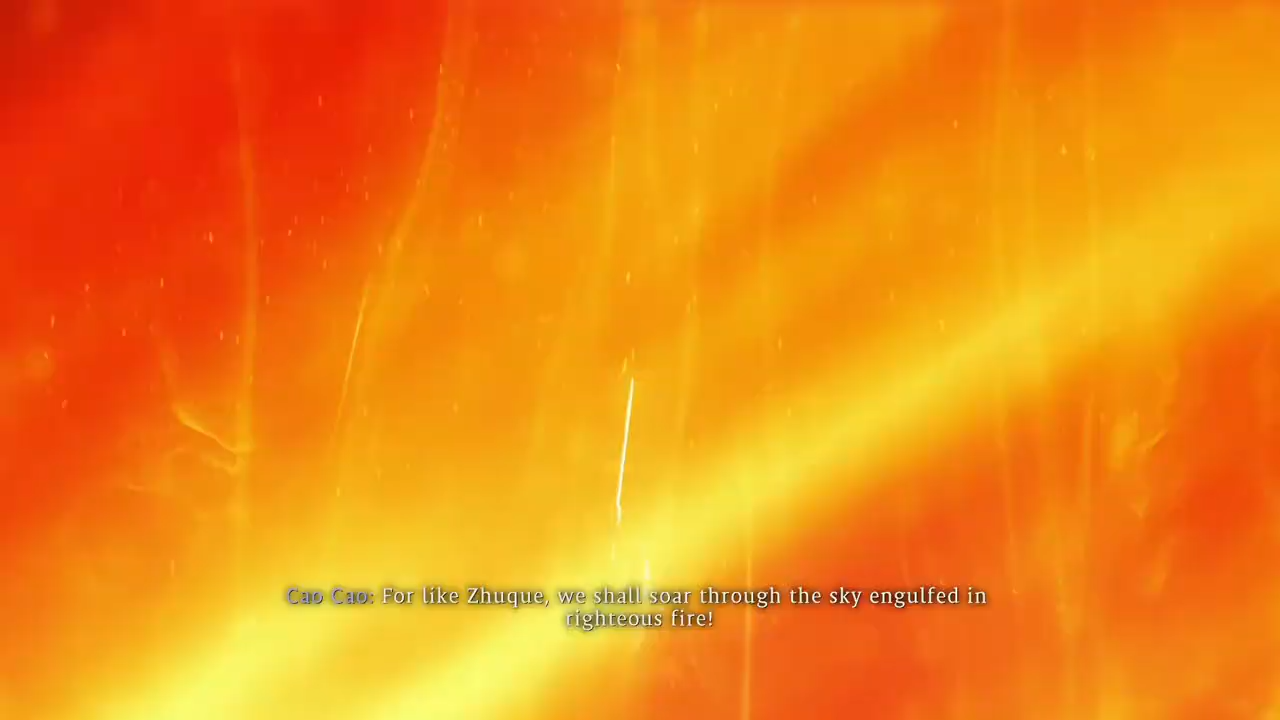 Cao Cao: For like Zhuque, we shall soar through the sky engulfed in
righteous fire!